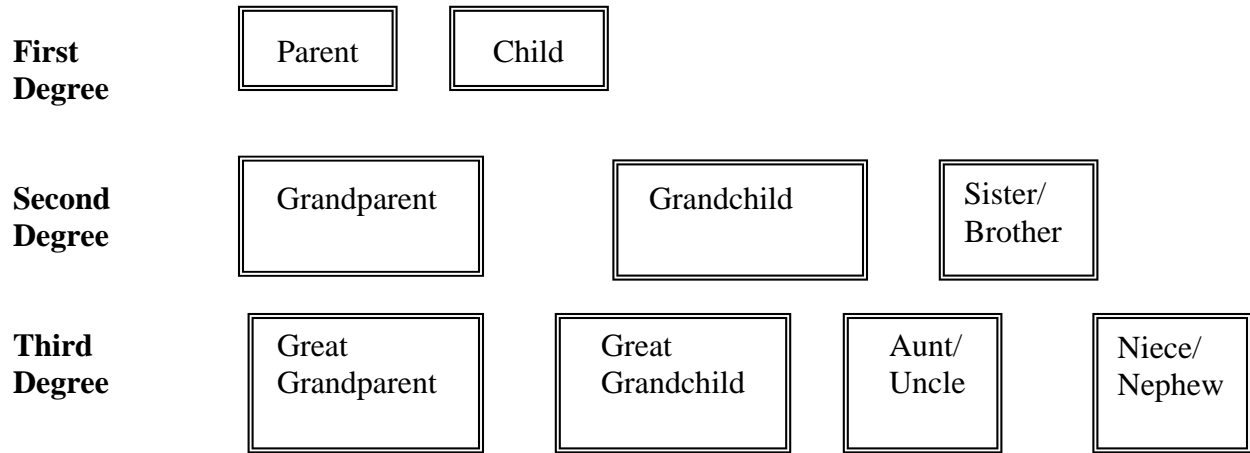 First
Degree
Parent
Child
Second
Degree
Grandparent
Grandchild
Sister/
Brother
Third
Degree
Great
Grandparent
Great
Grandchild
Aunt/
Uncle
Niece/
Nephew